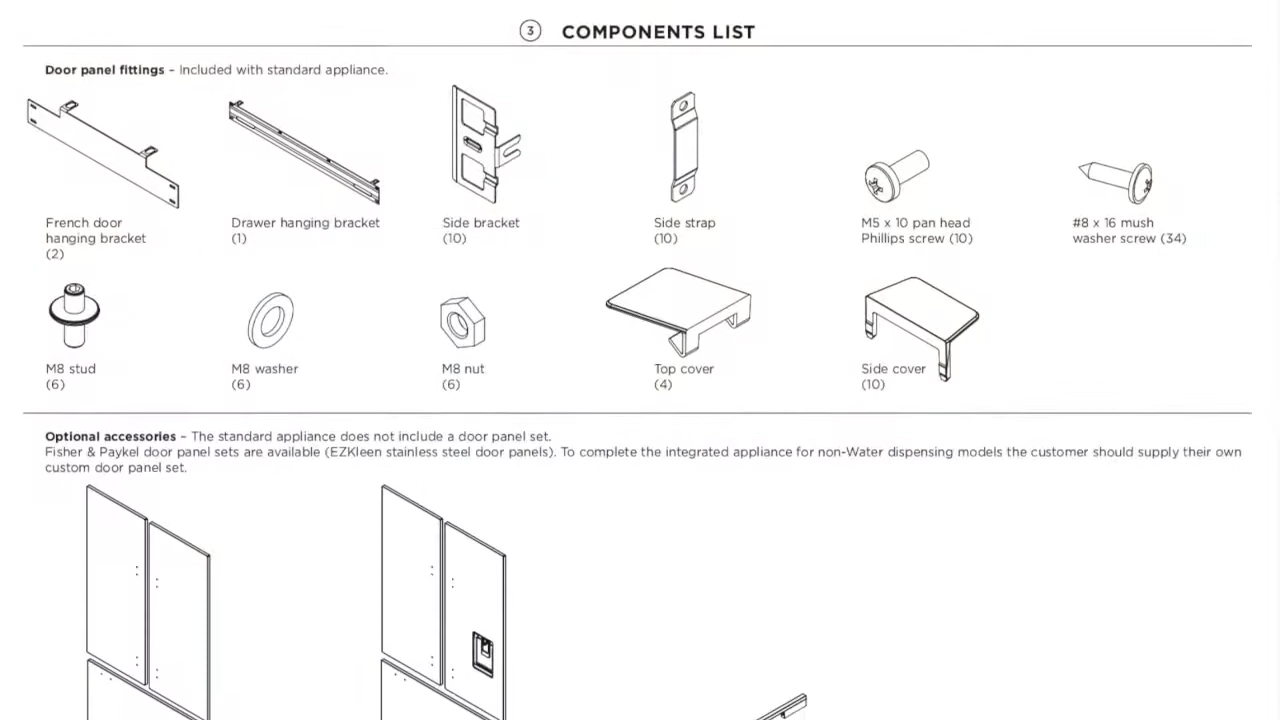 3 COMPONENTS LIST
Door panel fittings – Included with standard appliance.
French door
hanging bracket
(2)
Drawer hanging bracket
(1)
Side bracket
(10)
Side strap
(10)
M5 x 10 pan head
Phillips screw (10)
#8 x 16 mush
washer screw (34)
M8 stud
(6)
M8 washer
(6)
M8 nut
(6)
Top cover
(4)
Side cover
(10)
Optional accessories – The standard appliance does not include a door panel set.
Fisher & Paykel door panel sets are available (EZKleen stainless steel door panels). To complete the integrated appliance for non-Water dispensing models the customer should supply their own
custom door panel set.